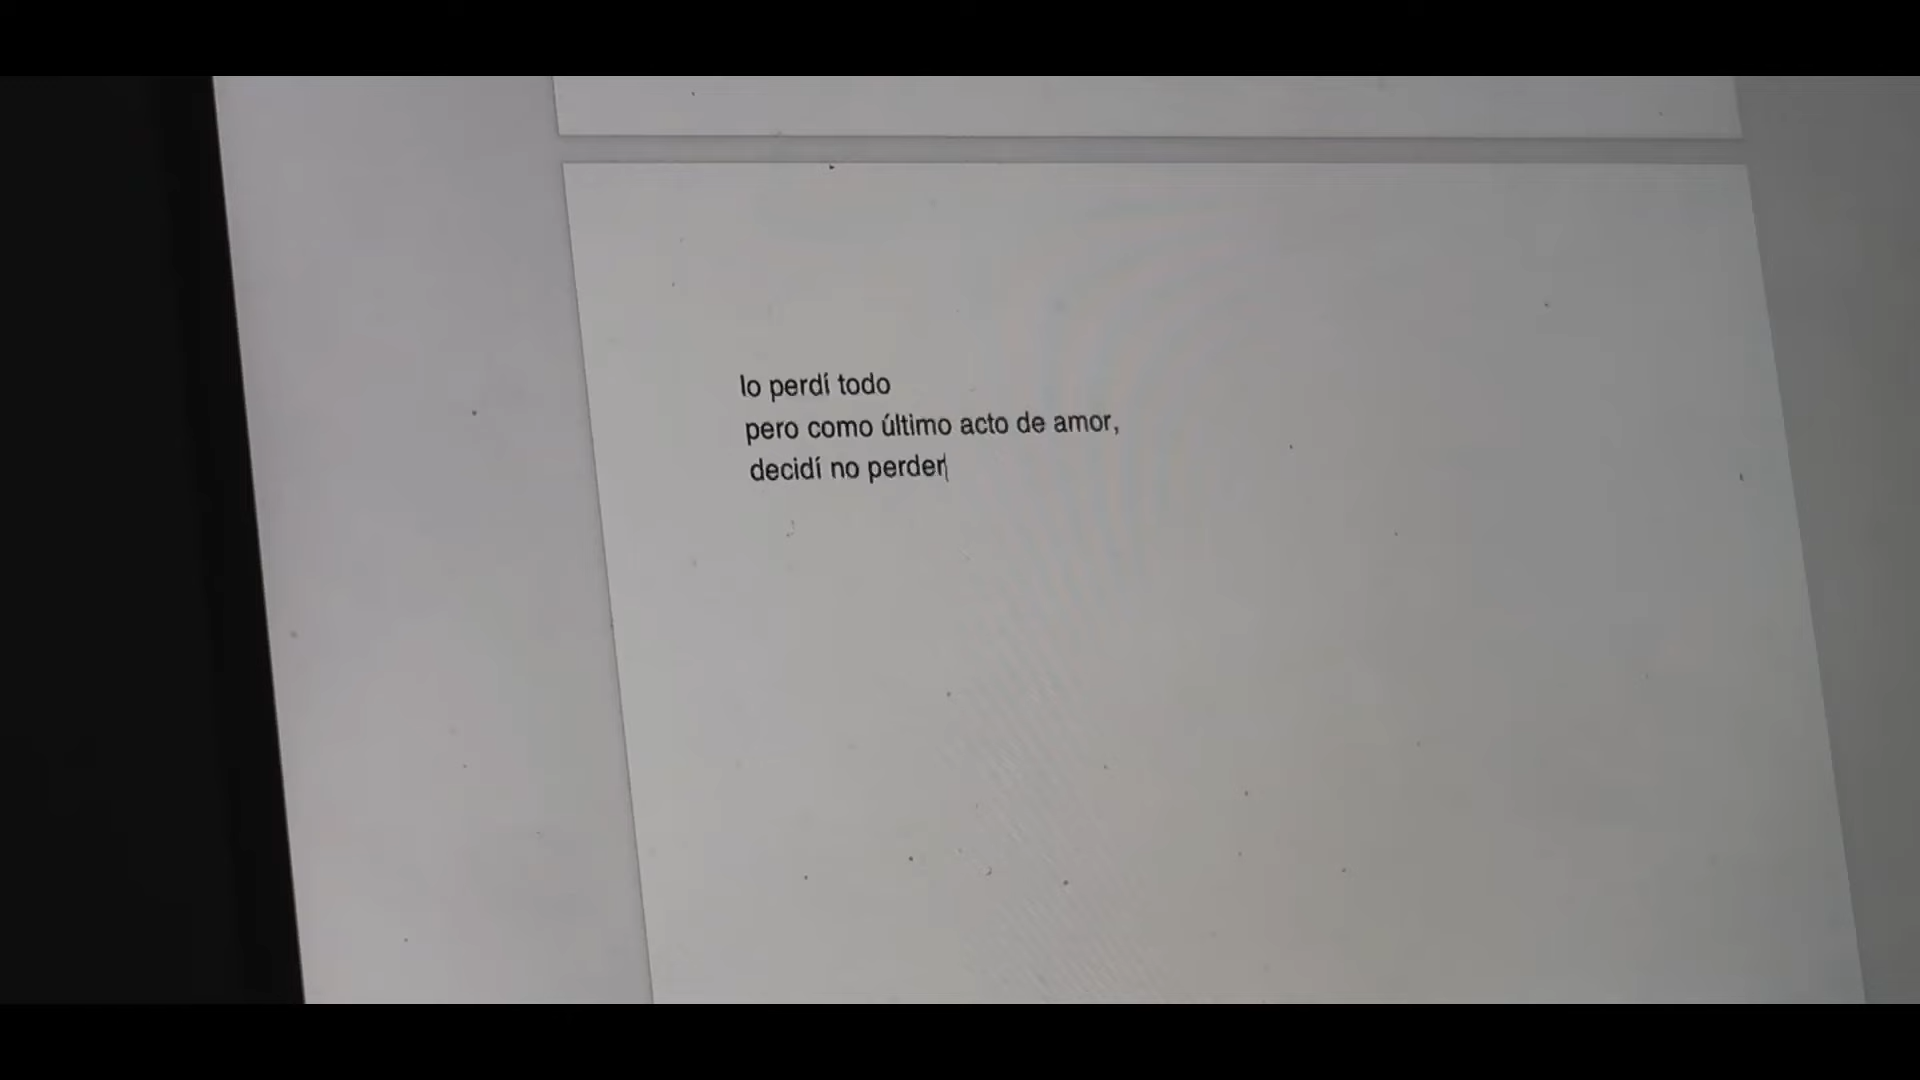 lo perdí todo
pero como último acto de amor,
decidí no perder